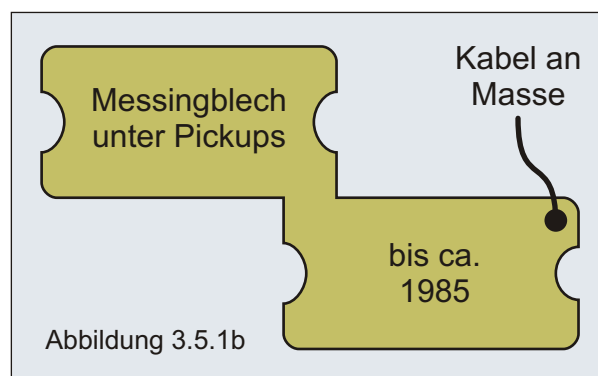 Messingblech
unter Pickups
Kabel an
Masse
bis ca.
1985
Abbildung 3.5.1b